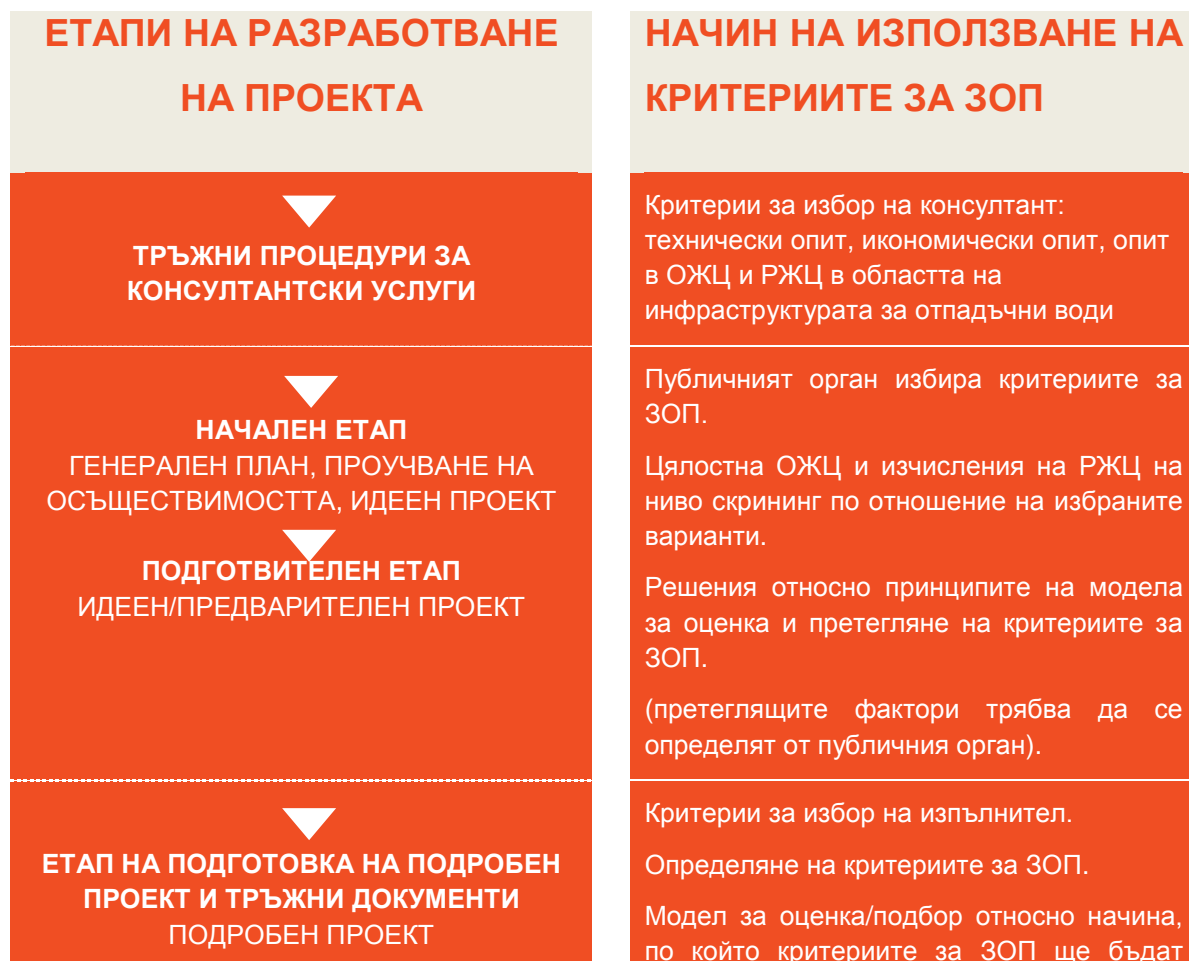 ЕТАПИ НА РАЗРАБОТВАНЕ
НА ПРОЕКТА
НАЧИН НА ИЗПОЛЗВАНЕ НА
КРИТЕРИИТЕ ЗА ЗОП
ТРЪЖНИ ПРОЦЕДУРИ ЗА
КОНСУЛТАНТСКИ УСЛУГИ
Критерии за избор на консултант:
технически опит, икономически опит, опит
в ОЖЦ и РЖЦ в областта на
инфраструктурата за отпадъчни води
НАЧАЛЕН ЕТАП
ГЕНЕРАЛЕН ПЛАН, ПРОУЧВАНЕ НА
ОСЪЩЕСТВИМОСТТА, ИДЕЕН ПРОЕКТ
ПОДГОТВИТЕЛЕН ЕТАП
ИДЕЕН/ПРЕДВАРИТЕЛЕН ПРОЕКТ
Публичният орган избира критериите за
ЗОП.
Цялостна ОЖЦ и изчисления на РЖЦ на
ниво скрининг по отношение на избраните
варианти.
Решения относно принципите на модела
за оценка и претегляне на критериите за
ЗОП.
(претеглящите фактори трябва да се
определят от публичния орган).
ЕТАП НА ПОДГОТОВКА НА ПОДРОБЕН
ПРОЕКТ И ТРЪЖНИ ДОКУМЕНТИ
ПОДРОБЕН ПРОЕКТ
Критерии за избор на изпълнител.
Определяне на критериите за ЗОП.
Модел за оценка/подбор относно начина,
по който критериите за ЗОП ще бъдат